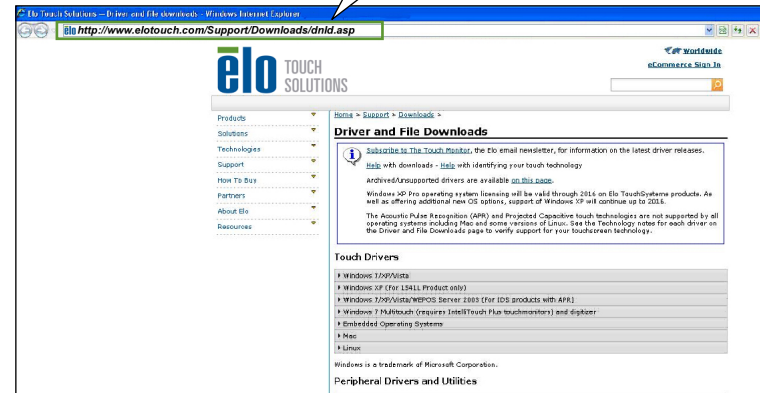 Elo Touch Solutions - Driver and file downloads - Windows Internet Explorer
elo http://www.elotouch.com/Support/Downloads/dnld.asp
Worldwide
eCommerce Sign In
elo TOUCH
SOLUTIONS
Products
Solutions
Technologies
Support
How To Buy
Partners
About Elo
Resources
Home > Support > Downloads >
Driver and File Downloads
Subscribe to The Touch Monitor, the Elo email newsletter, for information on the latest driver releases.
Help with downloads - Help with identifying your touch technology
Archived/Unsupported drivers are available on this page.
Windows XP Pro operating system licensing will be valid through 2016 on Elo TouchSystems products. As
well as offering additional new OS options, support of Windows XP will continue up to 2016.
The Acoustic Pulse Recognition (APR) and Projected Capacitive touch technologies are not supported by all
operating systems including Mac and some versions of Linux. See the Technology notes for each driver on
the Driver and File Downloads page to verify support for your touchscreen technology.
Touch Drivers
Windows 7/XP/Vista
Windows XP (For 1541L Product only)
Windows 7/XP/Vista/WEPOS Server 2003 (For IDS products with APR)
Windows 7 Multitouch (requires IntelliTouch Plus touchmonitors) and digitizer
Embedded Operating Systems
Mac
Linux
Windows is a trademark of Microsoft Corporation.
Peripheral Drivers and Utilities